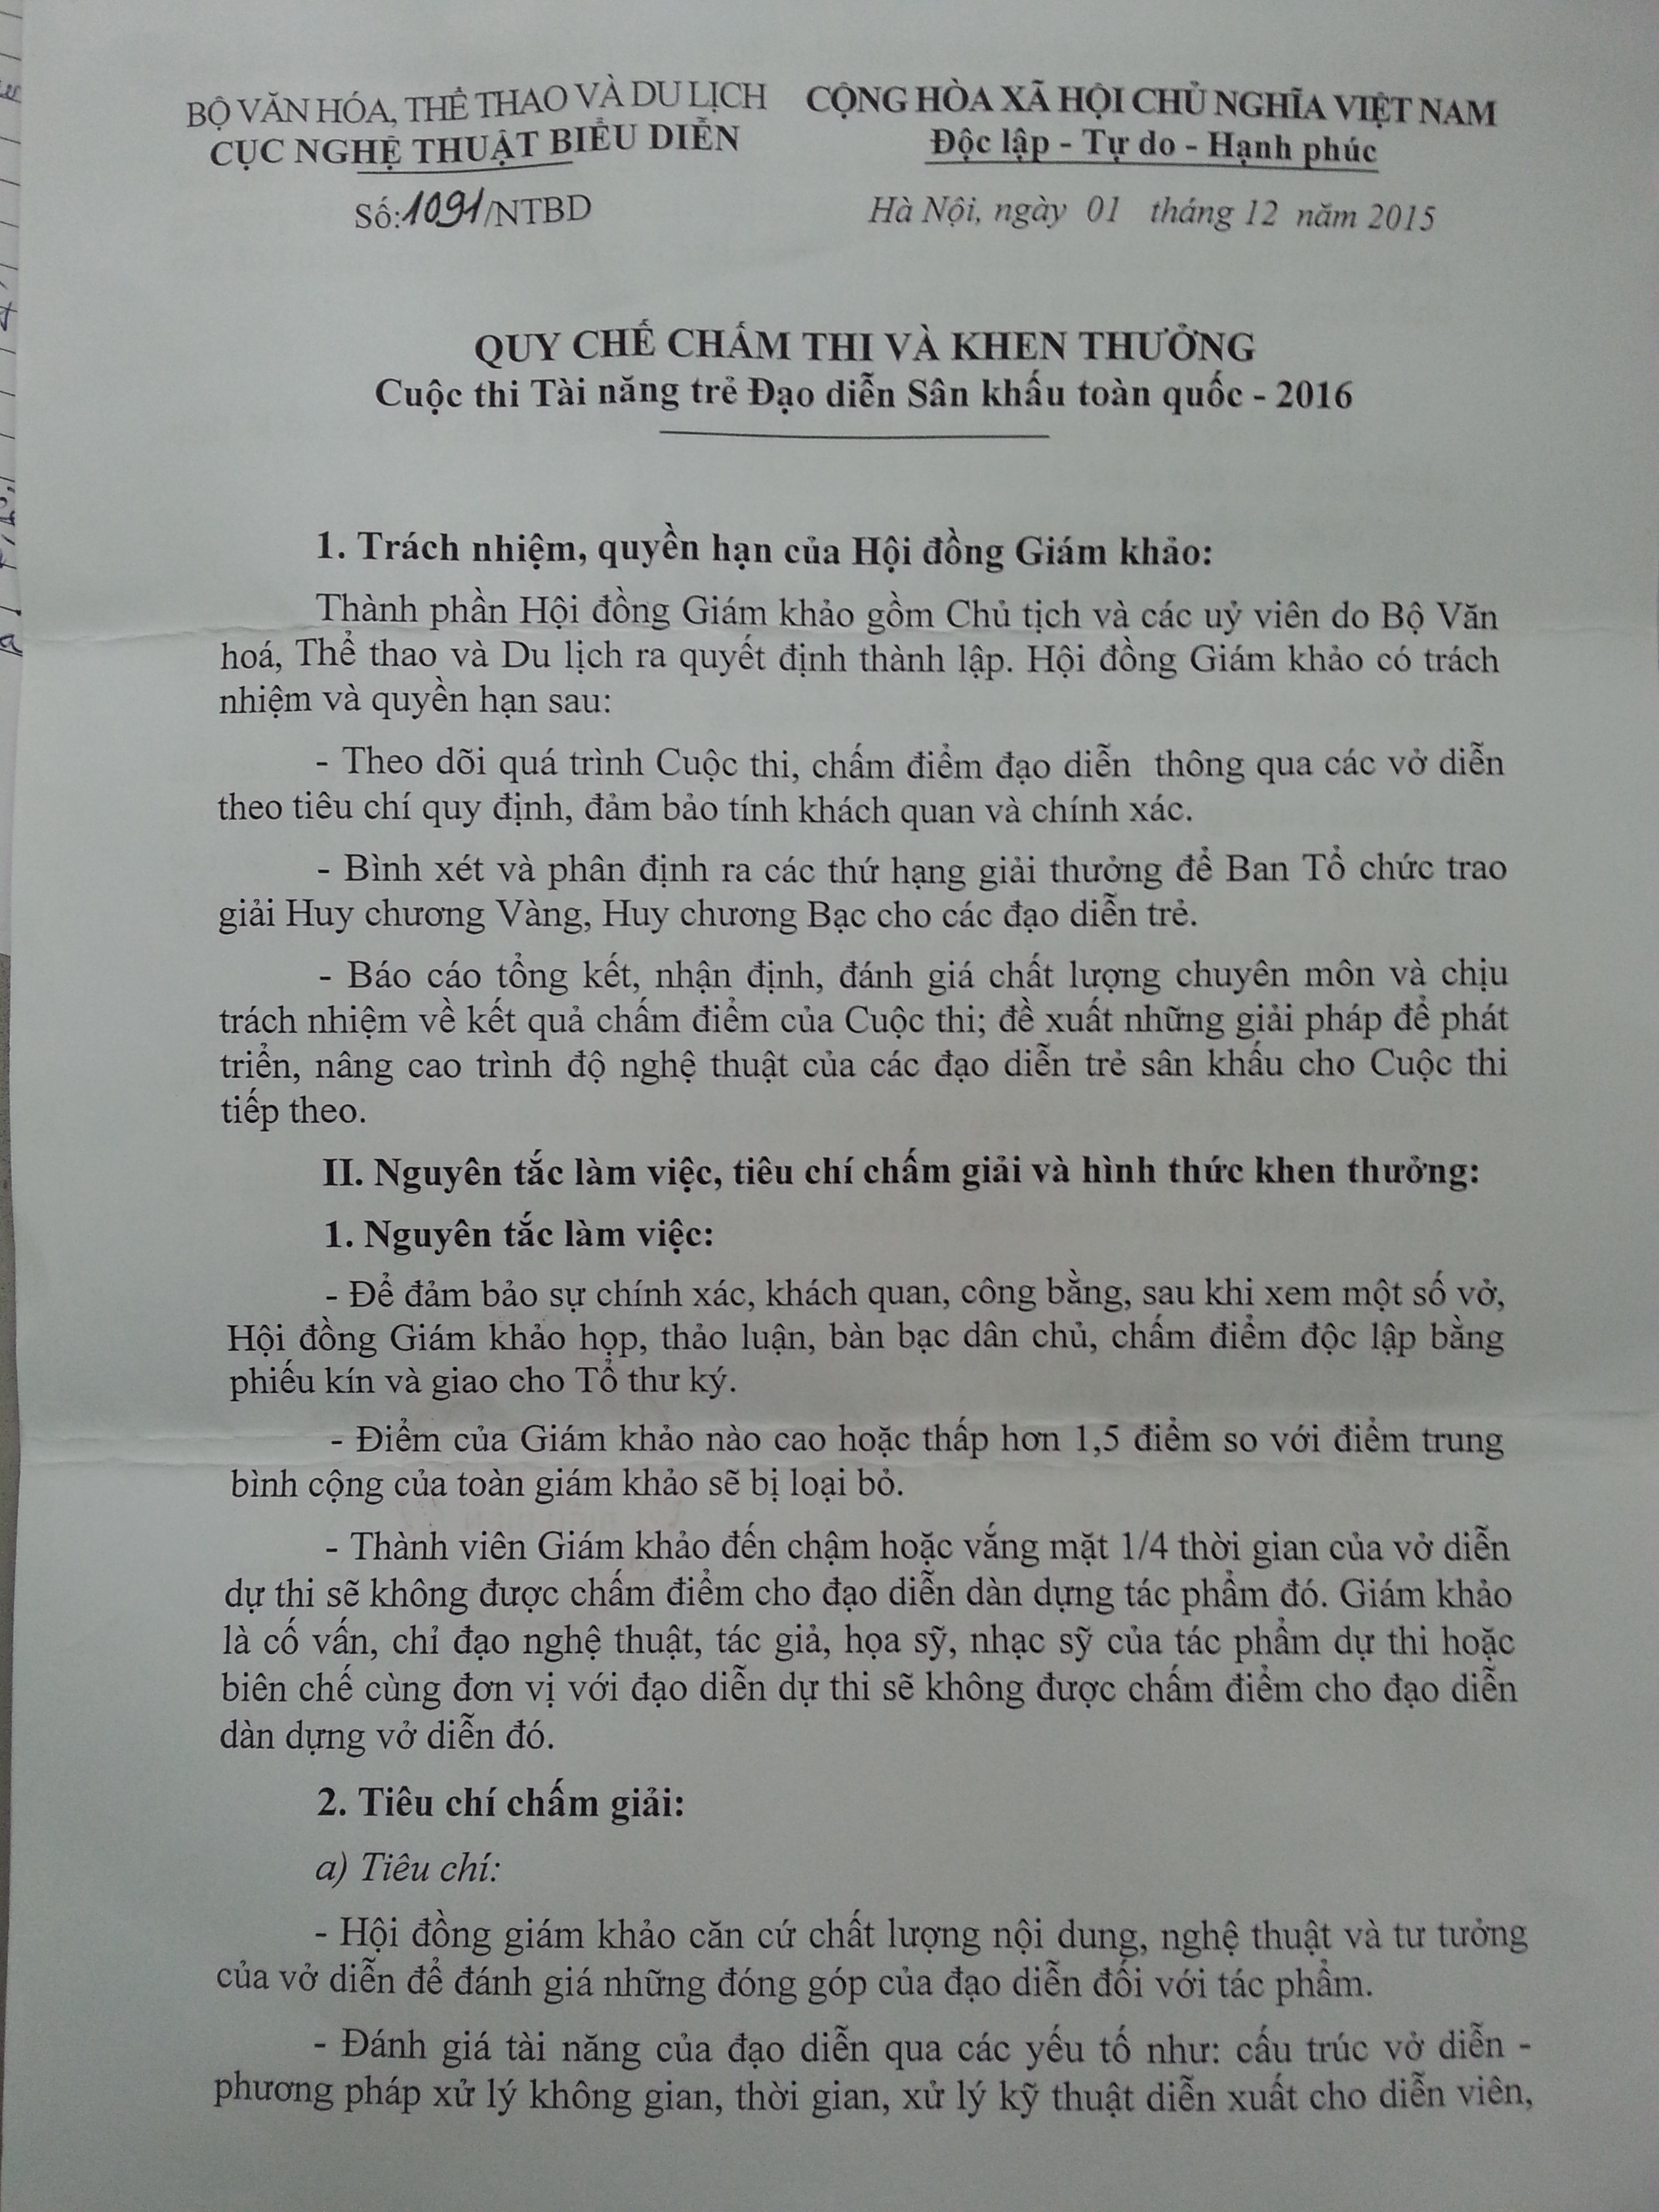 BỘ VĂN HÓA, THỂ THAO VÀ DU LỊCH
CỤC NGHỆ THUẬT BIỂU DIỄN
Số:1091/NTBD
CỘNG HÒA XÃ HỘI CHỦ NGHĨA VIỆT NAM
Độc lập - Tự do - Hạnh phúc
Hà Nội, ngày 01 tháng 12 năm 2015
QUY CHẾ CHẤM THI VÀ KHEN THƯỞNG
Cuộc thi Tài năng trẻ Đạo diễn Sân khấu toàn quốc - 2016
1. Trách nhiệm, quyền hạn của Hội đồng Giám khảo:
Thành phần Hội đồng Giám khảo gồm Chủ tịch và các uỷ viên do Bộ Văn
hoá, Thể thao và Du lịch ra quyết định thành lập. Hội đồng Giám khảo có trách
nhiệm và quyền hạn sau:
- Theo dõi quá trình Cuộc thi, chấm điểm đạo diễn thông qua các vở diễn
theo tiêu chí quy định, đảm bảo tính khách quan và chính xác.
- Bình xét và phân định ra các thứ hạng giải thưởng để Ban Tổ chức trao
giải Huy chương Vàng, Huy chương Bạc cho các đạo diễn trẻ.
- Báo cáo tổng kết, nhận định, đánh giá chất lượng chuyên môn và chịu
trách nhiệm về kết quả chấm điểm của Cuộc thi; đề xuất những giải pháp để phát
triển, nâng cao trình độ nghệ thuật của các đạo diễn trẻ sân khấu cho Cuộc thi
tiếp theo.
II. Nguyên tắc làm việc, tiêu chí chấm giải và hình thức khen thưởng:
1. Nguyên tắc làm việc:
- Để đảm bảo sự chính xác, khách quan, công bằng, sau khi xem một số vở,
Hội đồng Giám khảo họp, thảo luận, bàn bạc dân chủ, chấm điểm độc lập bằng
phiếu kín và giao cho Tổ thư ký.
- Điểm của Giám khảo nào cao hoặc thấp hơn 1,5 điểm so với điểm trung
bình cộng của toàn giám khảo sẽ bị loại bỏ.
- Thành viên Giám khảo đến chậm hoặc vắng mặt 1/4 thời gian của vở diễn
dự thi sẽ không được chấm điểm cho đạo diễn dàn dựng tác phẩm đó. Giám khảo
là cố vấn, chỉ đạo nghệ thuật, tác giả, họa sỹ, nhạc sỹ của tác phẩm dự thi hoặc
biên chế cùng đơn vị với đạo diễn dự thi sẽ không được chấm điểm cho đạo diễn
dàn dựng vở diễn đó.
2. Tiêu chí chấm giải:
a) Tiêu chí:
- Hội đồng giám khảo căn cứ chất lượng nội dung, nghệ thuật và tư tưởng
của vở diễn để đánh giá những đóng góp của đạo diễn đối với tác phẩm.
- Đánh giá tài năng của đạo diễn qua các yếu tố như: cấu trúc vở diễn -
phương pháp xử lý không gian, thời gian, xử lý kỹ thuật diễn xuất cho diễn viên,